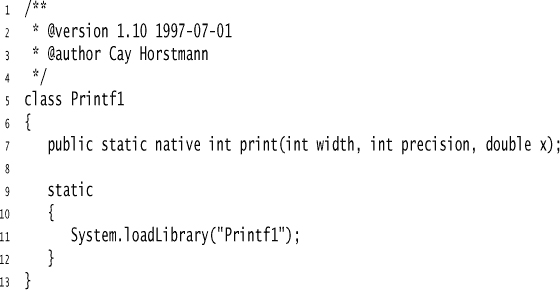 1 /**
2  * @version 1.10 1997-07-01
3  * @author Cay Horstmann
4  */
5 class Printf1
6 {
7    public static native int print(int width, int precision, double x);
8
9    static
10    {
11       System.loadLibrary("Printf1");
12    }
13 }